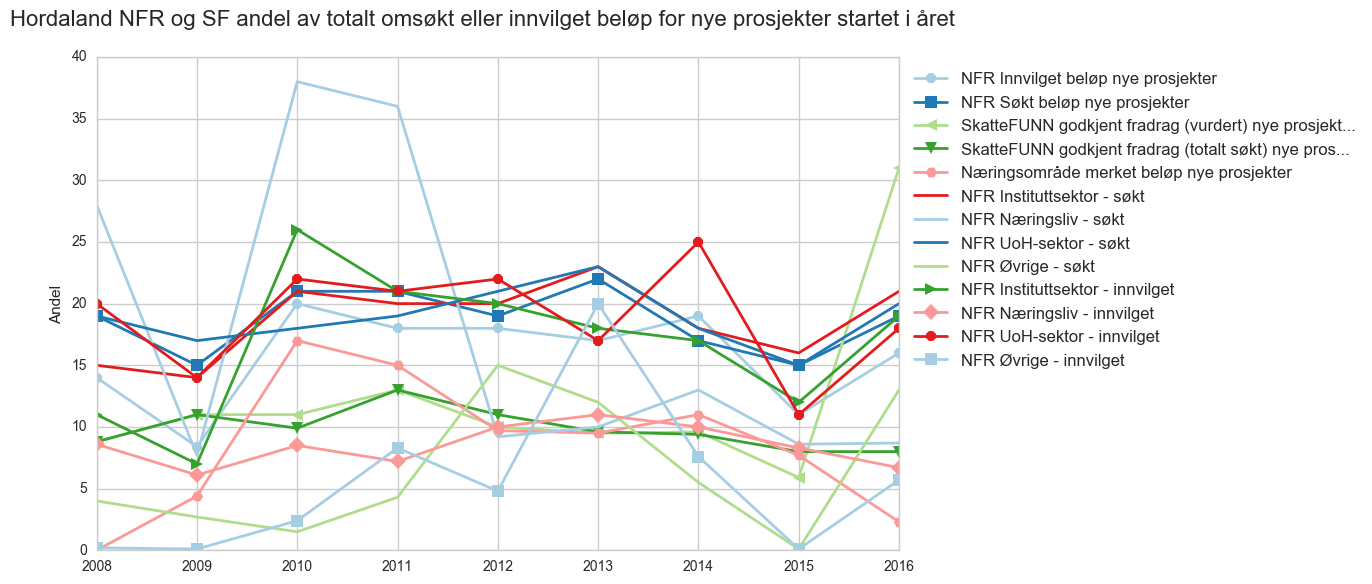 Hordaland NFR og SF andel av totalt omsøkt eller innvilget beløp for nye prosjekter startet i året
40
35
30
25
20
15
10
5
0
Andel
2008 2009 2010 2011 2012 2013 2014 2015 2016
NFR Innvilget beløp nye prosjekter
NFR Søkt beløp nye prosjekter
SkatteFUNN godkjent fradrag (vurdert) nye prosjekt...
SkatteFUNN godkjent fradrag (totalt søkt) nye pros...
Næringsområde merket beløp nye prosjekter
NFR Instituttsektor - søkt
NFR Næringsliv - søkt
NFR UoH-sektor - søkt
NFR Øvrige - søkt
NFR Instituttsektor - innvilget
NFR Næringsliv - innvilget
NFR UoH-sektor - innvilget
NFR Øvrige - innvilget